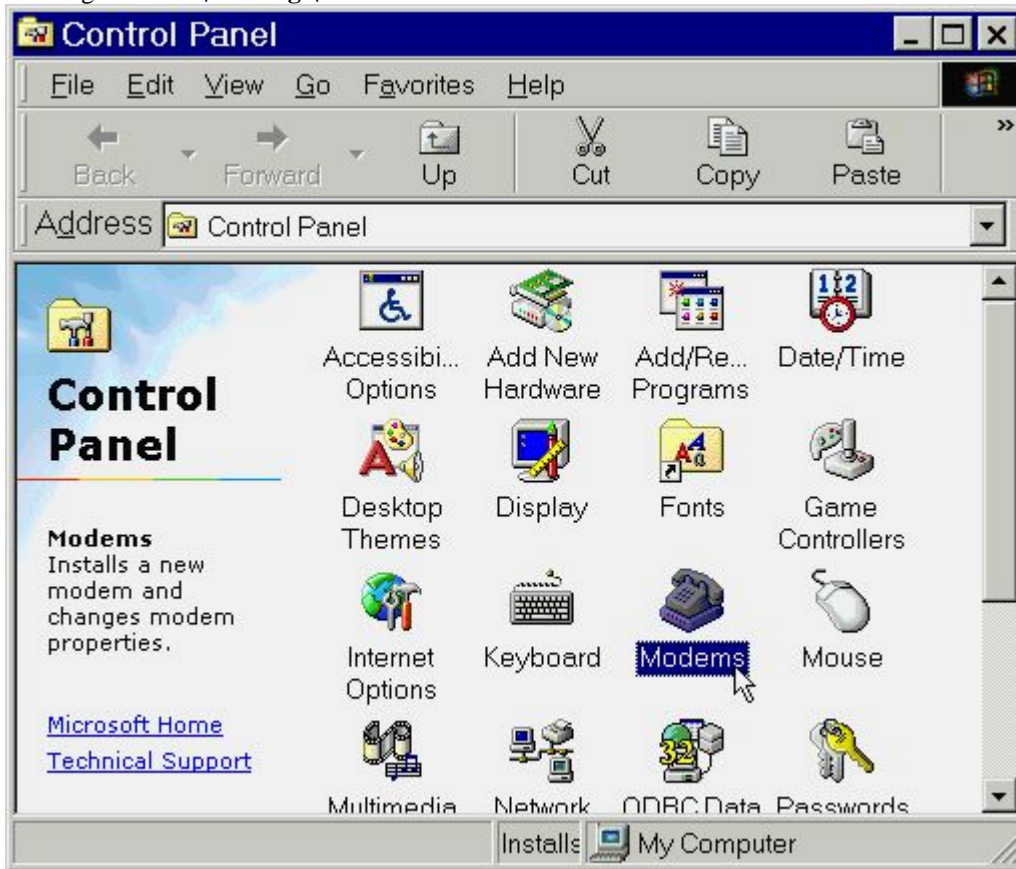 Control Panel
File Edit View Go Favorites Help
Back Forward Up Cut Copy Paste »
Address Control Panel
Control
Panel
Modems
Installs a new
modem and
changes modem
properties.
Microsoft Home
Technical Support
12
Accessibi... Add New Add/Re... Date/Time
Options Hardware Programs
Desktop Display Fonts Game
Themes Controllers
Internet Keyboard Modems Mouse
Options
32
Multimedia Network ODBC Data Passwords
Installs My Computer